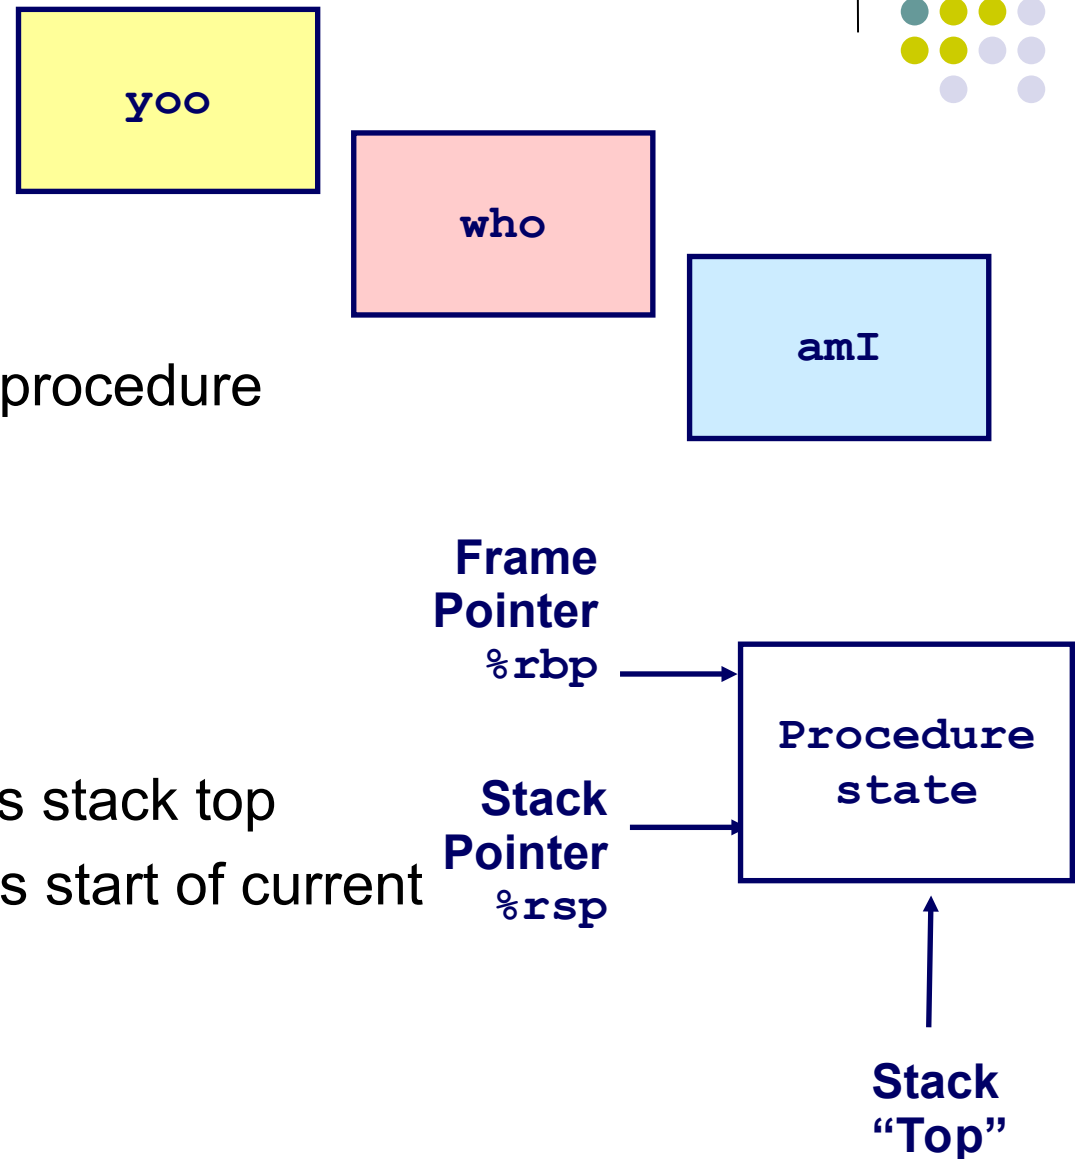 yoo
who
amI
procedure
Frame
Pointer
%rbp
Procedure
state
s stack top
s start of current
Stack
Pointer
%rsp
Stack
“Top”